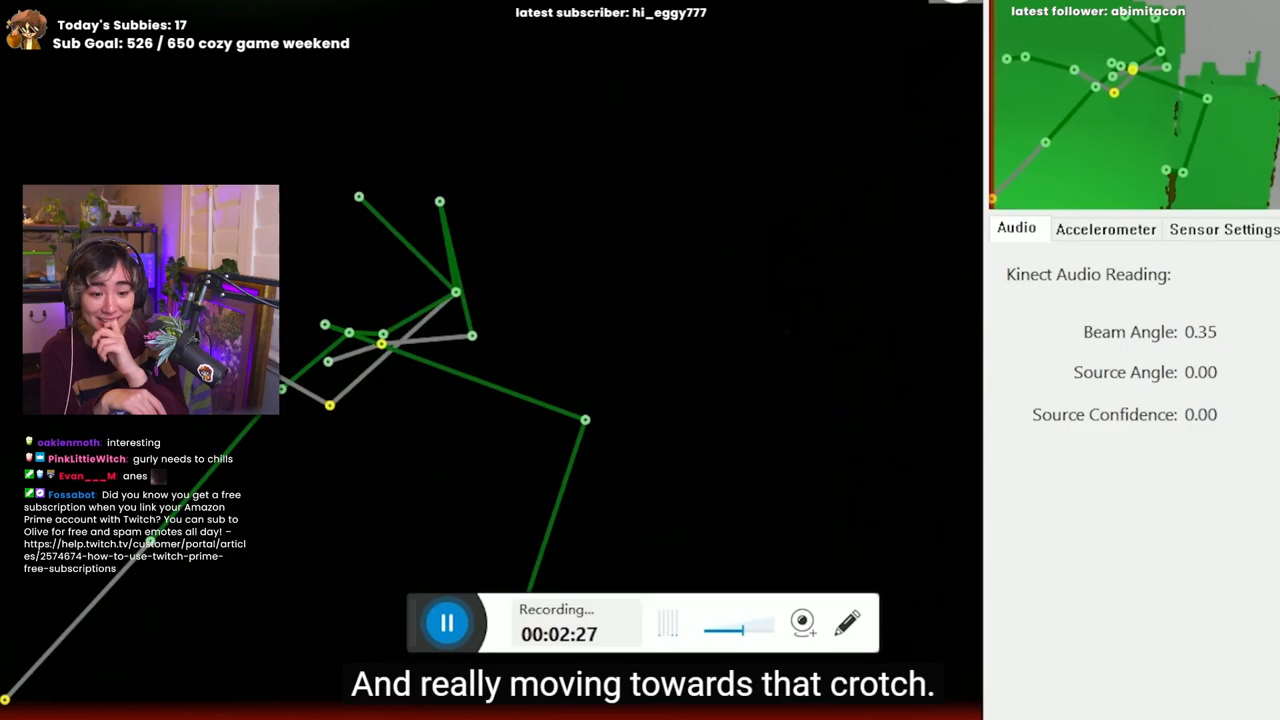 Today's Subbies: 17
Sub Goal: 526 / 650 cozy game weekend
latest subscriber: hi_eggy777
latest follower: abimitacon
Audio
Accelerometer
Sensor Settings
Kinect Audio Reading:
Beam Angle: 0.35
Source Angle: 0.00
Source Confidence: 0.00
oaklenmoth: interesting
PinkLittleWitch: gurly needs to chills
Evan___M: anes
Fossabot: Did you know you get a free
subscription when you link your Amazon
Prime account with Twitch? You can sub to
Olive for free and spam emotes all day! –
https://help.twitch.tv/customer/portal/articl
es/2574674-how-to-use-twitch-prime-
free-subscriptions
Recording...
00:02:27
And really moving towards that crotch.